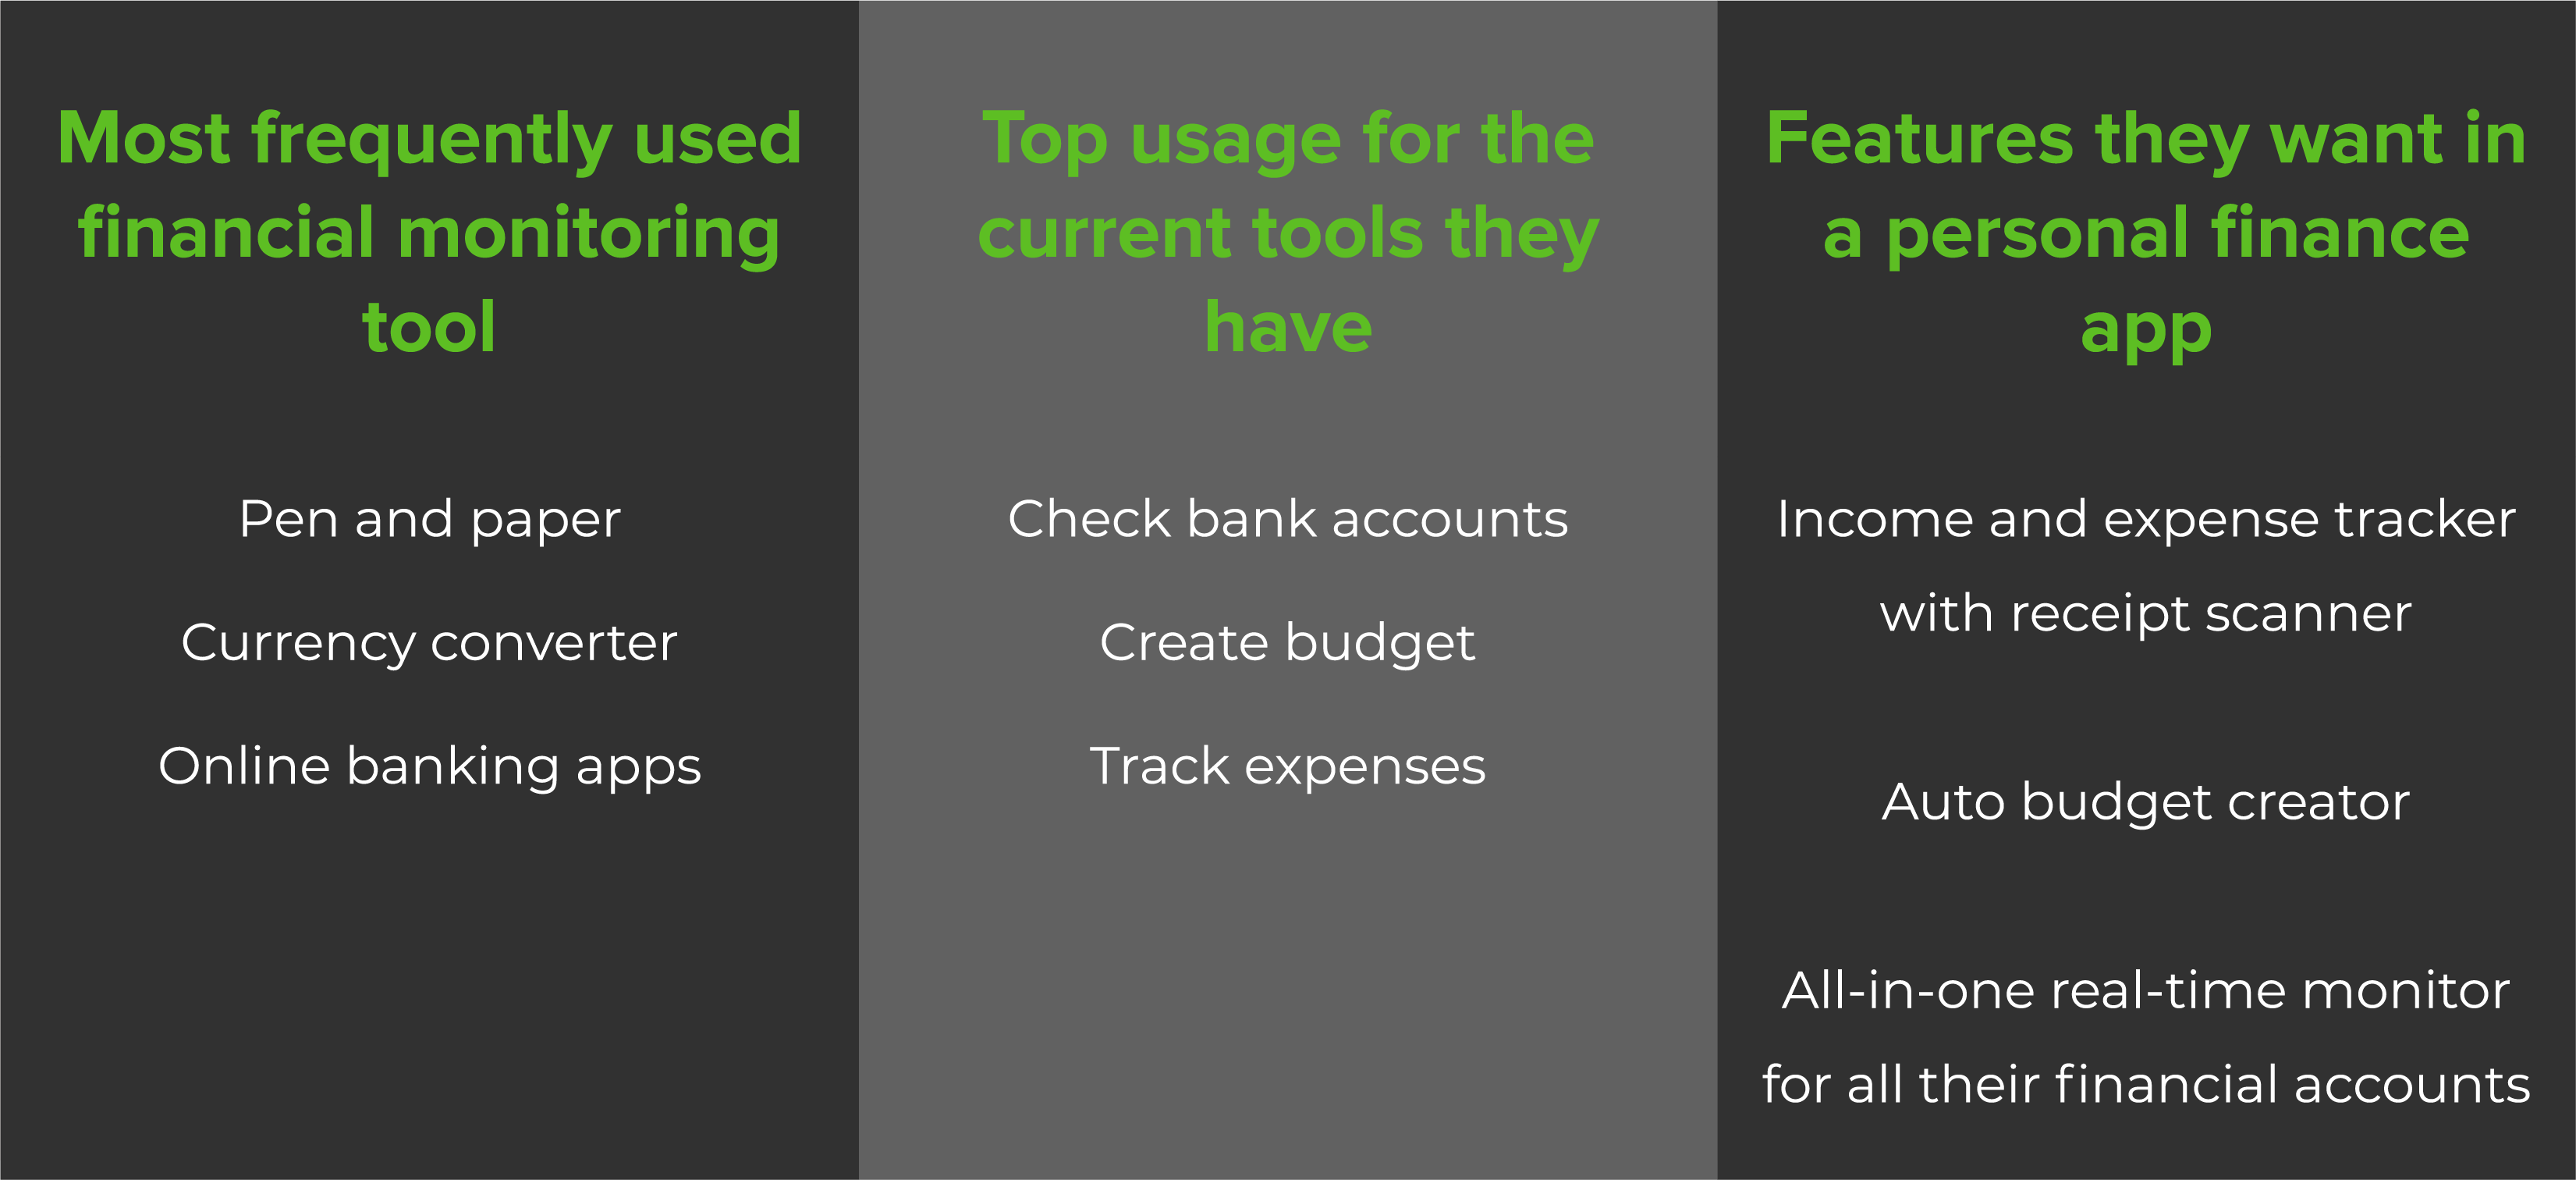 Most frequently used
financial monitoring
tool
Pen and paper
Currency converter
Online banking apps
Top usage for the
current tools they
have
Check bank accounts
Create budget
Track expenses
Features they want in
a personal finance
app
Income and expense tracker
with receipt scanner
Auto budget creator
All-in-one real-time monitor
for all their financial accounts